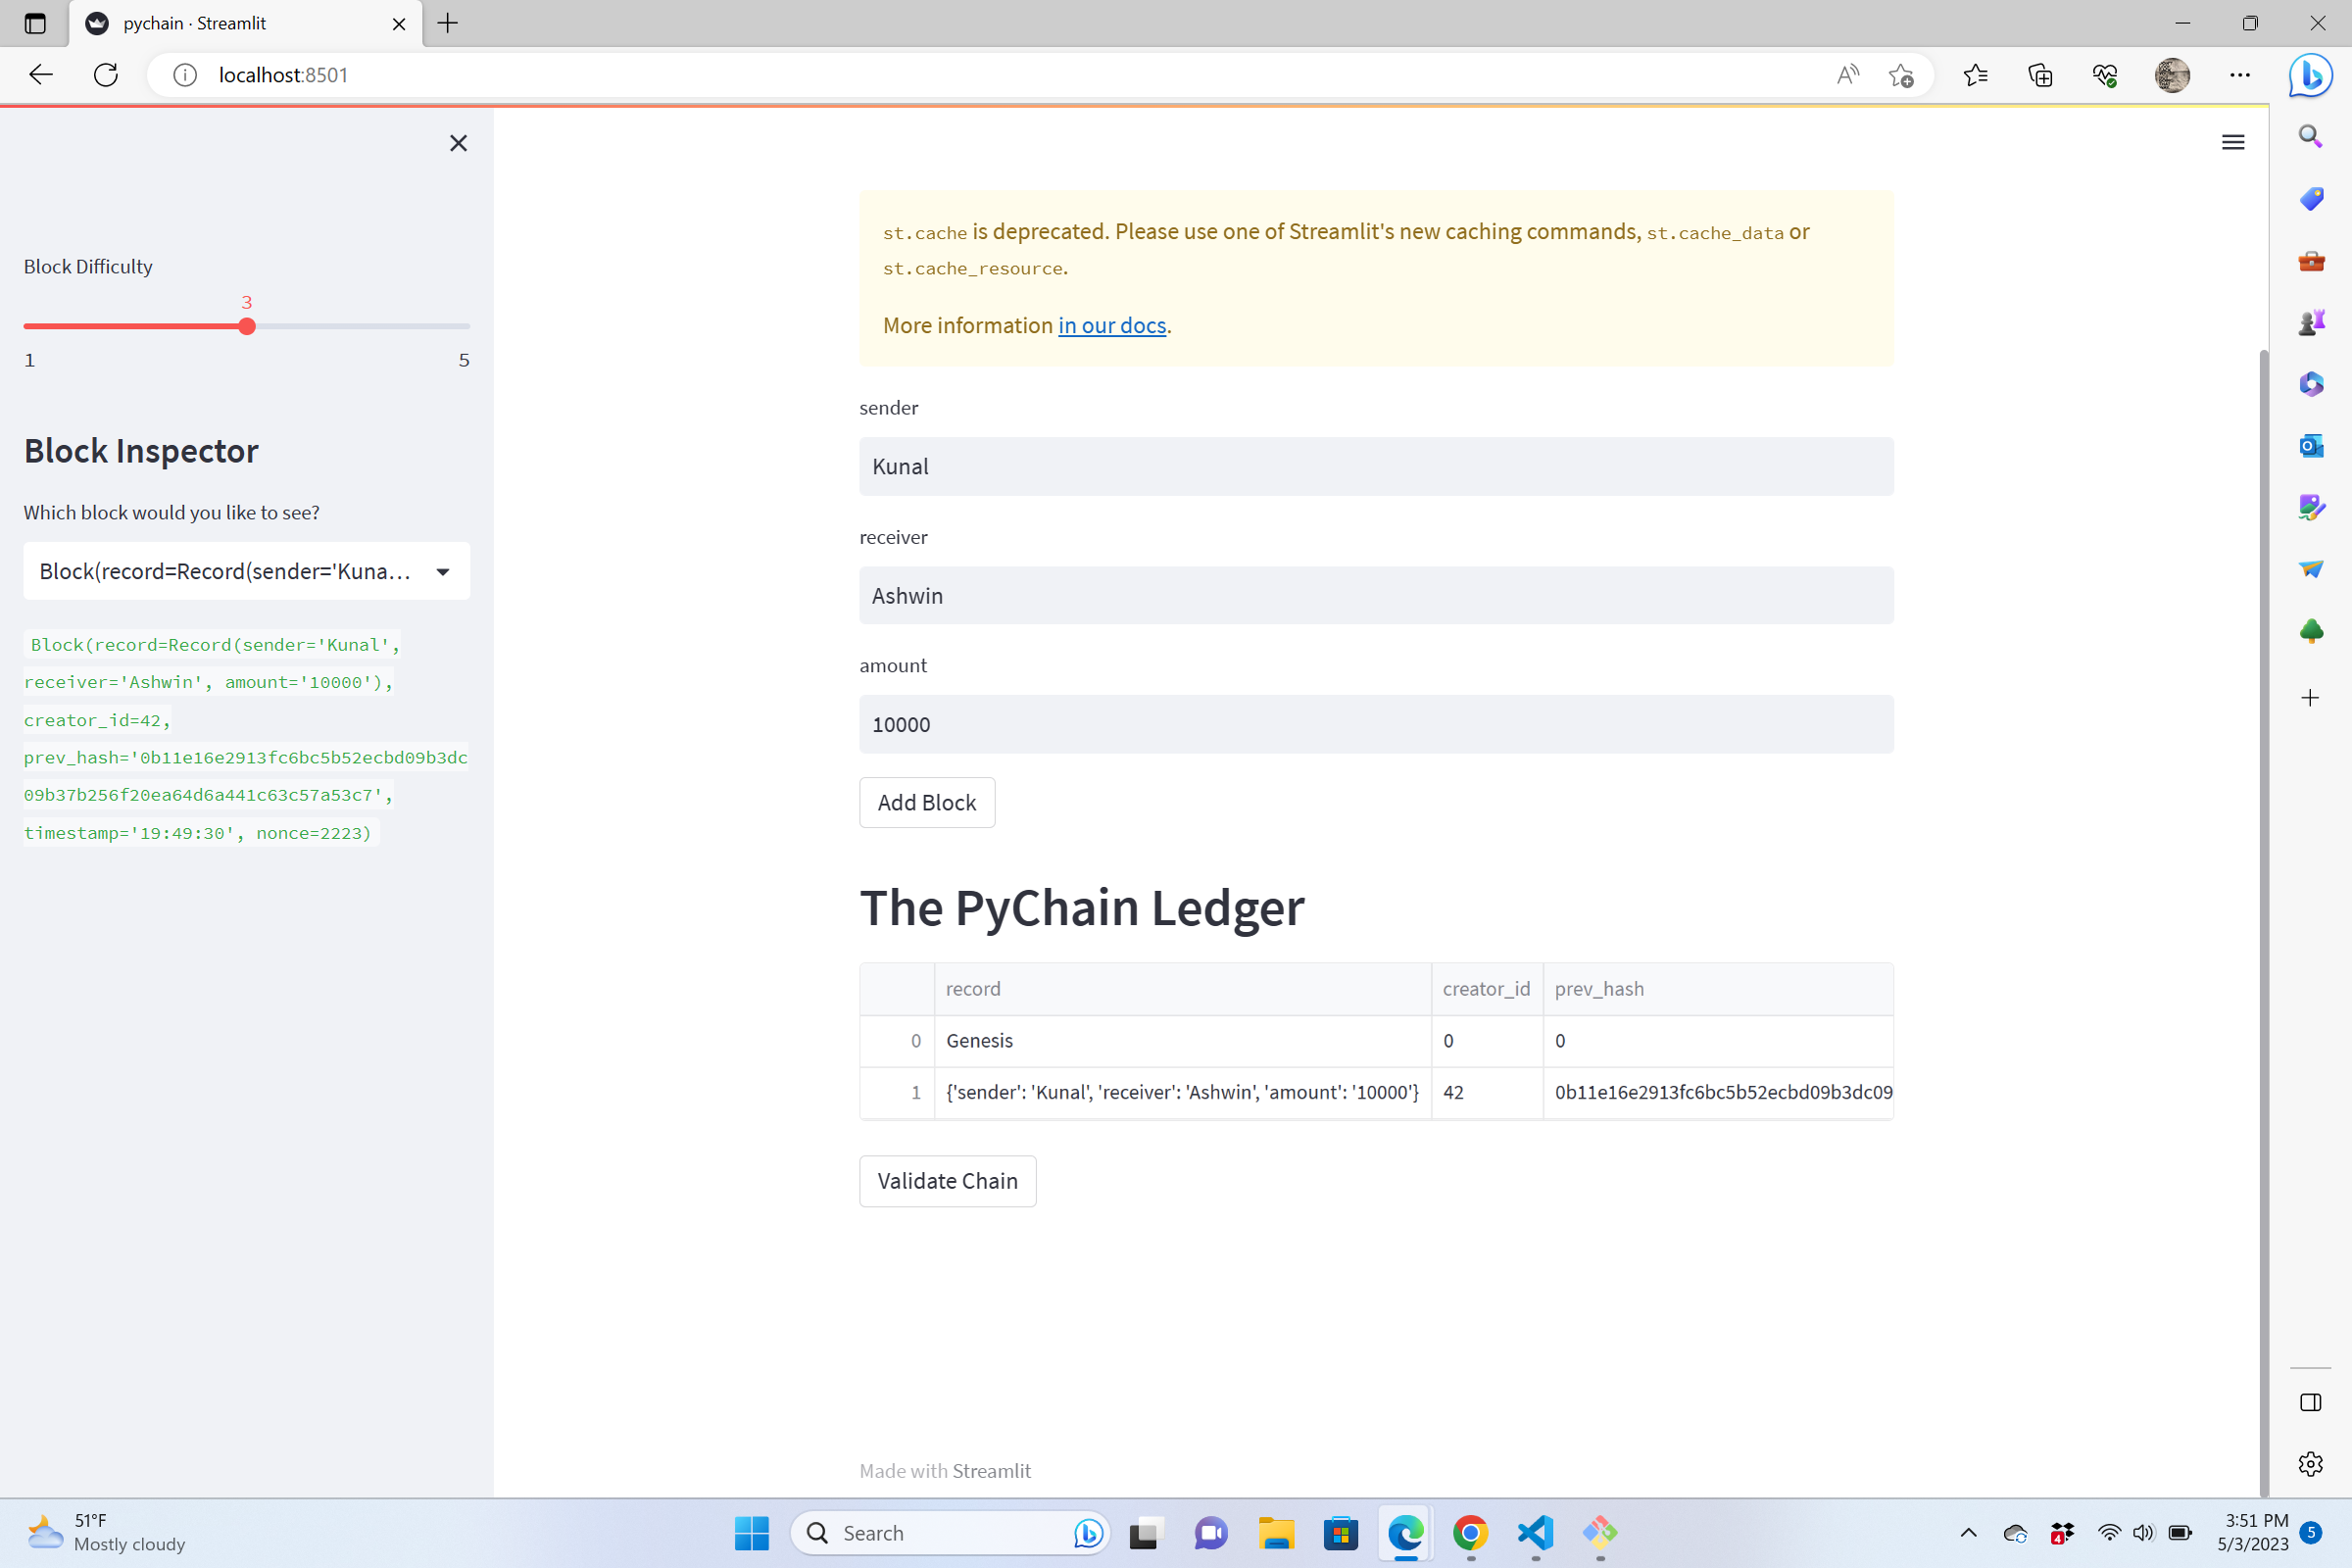 pychain · Streamlit
localhost:8501
Block Difficulty
3
1 5
Block Inspector
Which block would you like to see?
Block(record=Record(sender='Kuna...
Block(record=Record(sender='Kunal',
receiver='Ashwin', amount='10000'),
creator_id=42,
prev_hash='0b11e16e2913fc6bc5b52ecbd09b3dc
09b37b256f20ea64d6a441c63c57a53c7',
timestamp='19:49:30', nonce=2223)
st.cache is deprecated. Please use one of Streamlit's new caching commands, st.cache_data or
st.cache_resource.
More information in our docs.
sender
Kunal
receiver
Ashwin
amount
10000
Add Block
The PyChain Ledger
record creator_id prev_hash
0 Genesis 0 0
1 {'sender': 'Kunal', 'receiver': 'Ashwin', 'amount': '10000'} 42 0b11e16e2913fc6bc5b52ecbd09b3dc09
Validate Chain
Made with Streamlit
51°F
Mostly cloudy
Search
4
3:51 PM
5/3/2023
5